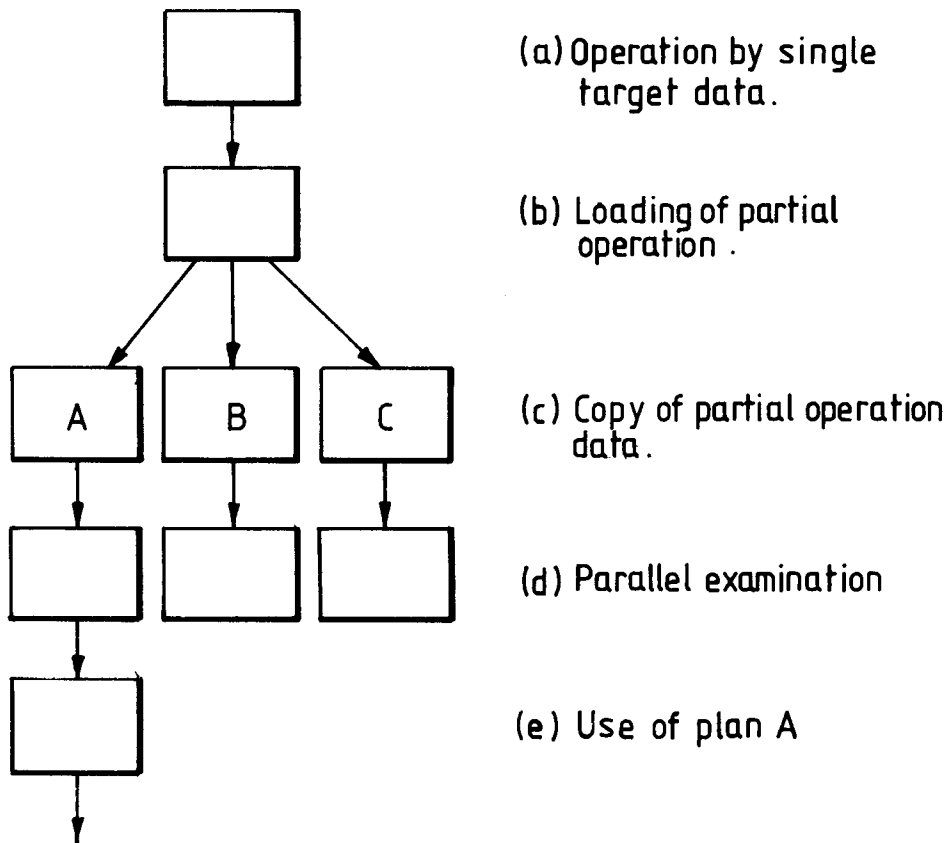 (a) Operation by single
target data.
(b) Loading of partial
operation .
A B C
(c) Copy of partial operation
data.
(d) Parallel examination
(e) Use of plan A